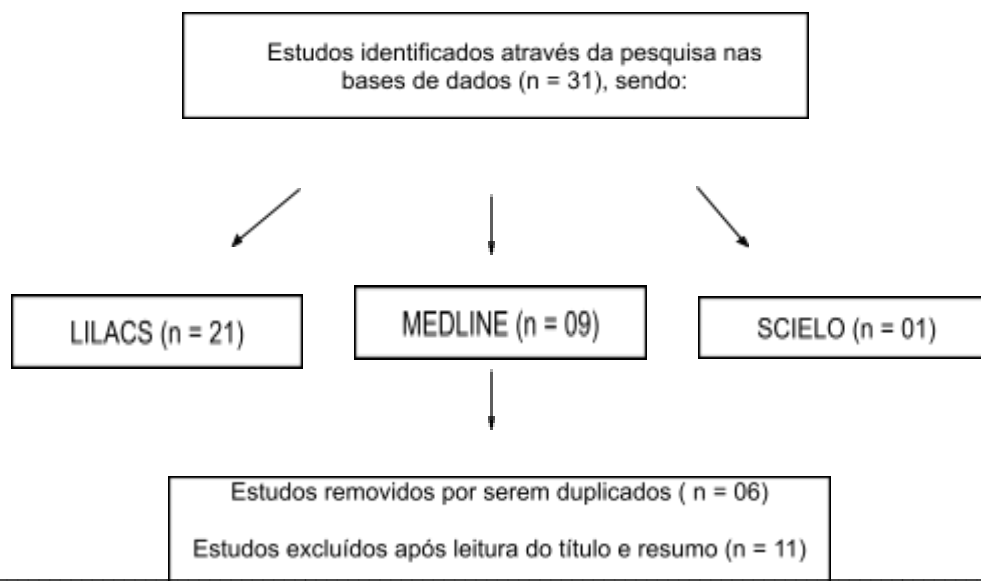 Estudos identificados através da pesquisa nas
bases de dados (n = 31), sendo:
LILACS (n = 21)
MEDLINE (n = 09)
SCIELO (n = 01)
Estudos removidos por serem duplicados ( n = 06)
Estudos excluídos após leitura do título e resumo (n = 11)